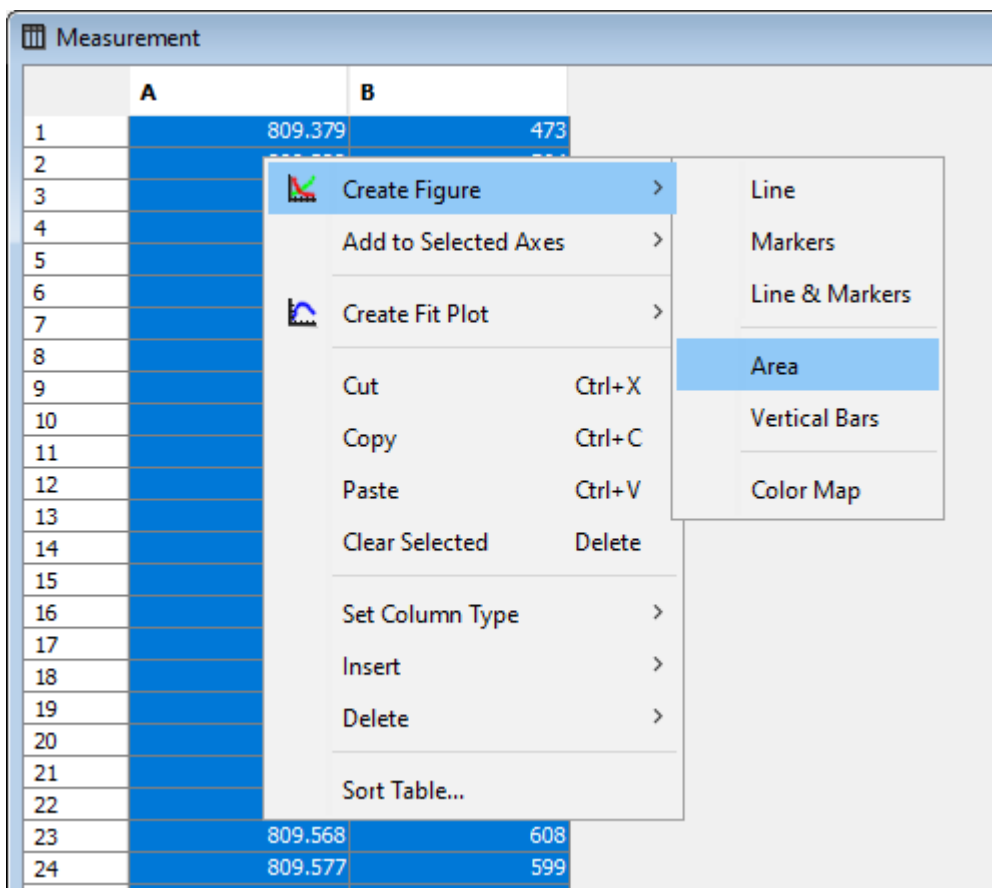 Measurement
A B
1 809.379 473
2
3
4
5
6
7
8
9
10
11
12
13
14
15
16
17
18
19
20
21
22
23 809.568 608
24 809.577 599
Create Figure >
Add to Selected Axes >
Create Fit Plot >
Cut Ctrl+X
Copy Ctrl+C
Paste Ctrl+V
Clear Selected Delete
Set Column Type >
Insert >
Delete >
Sort Table...
Line
Markers
Line & Markers
Area
Vertical Bars
Color Map